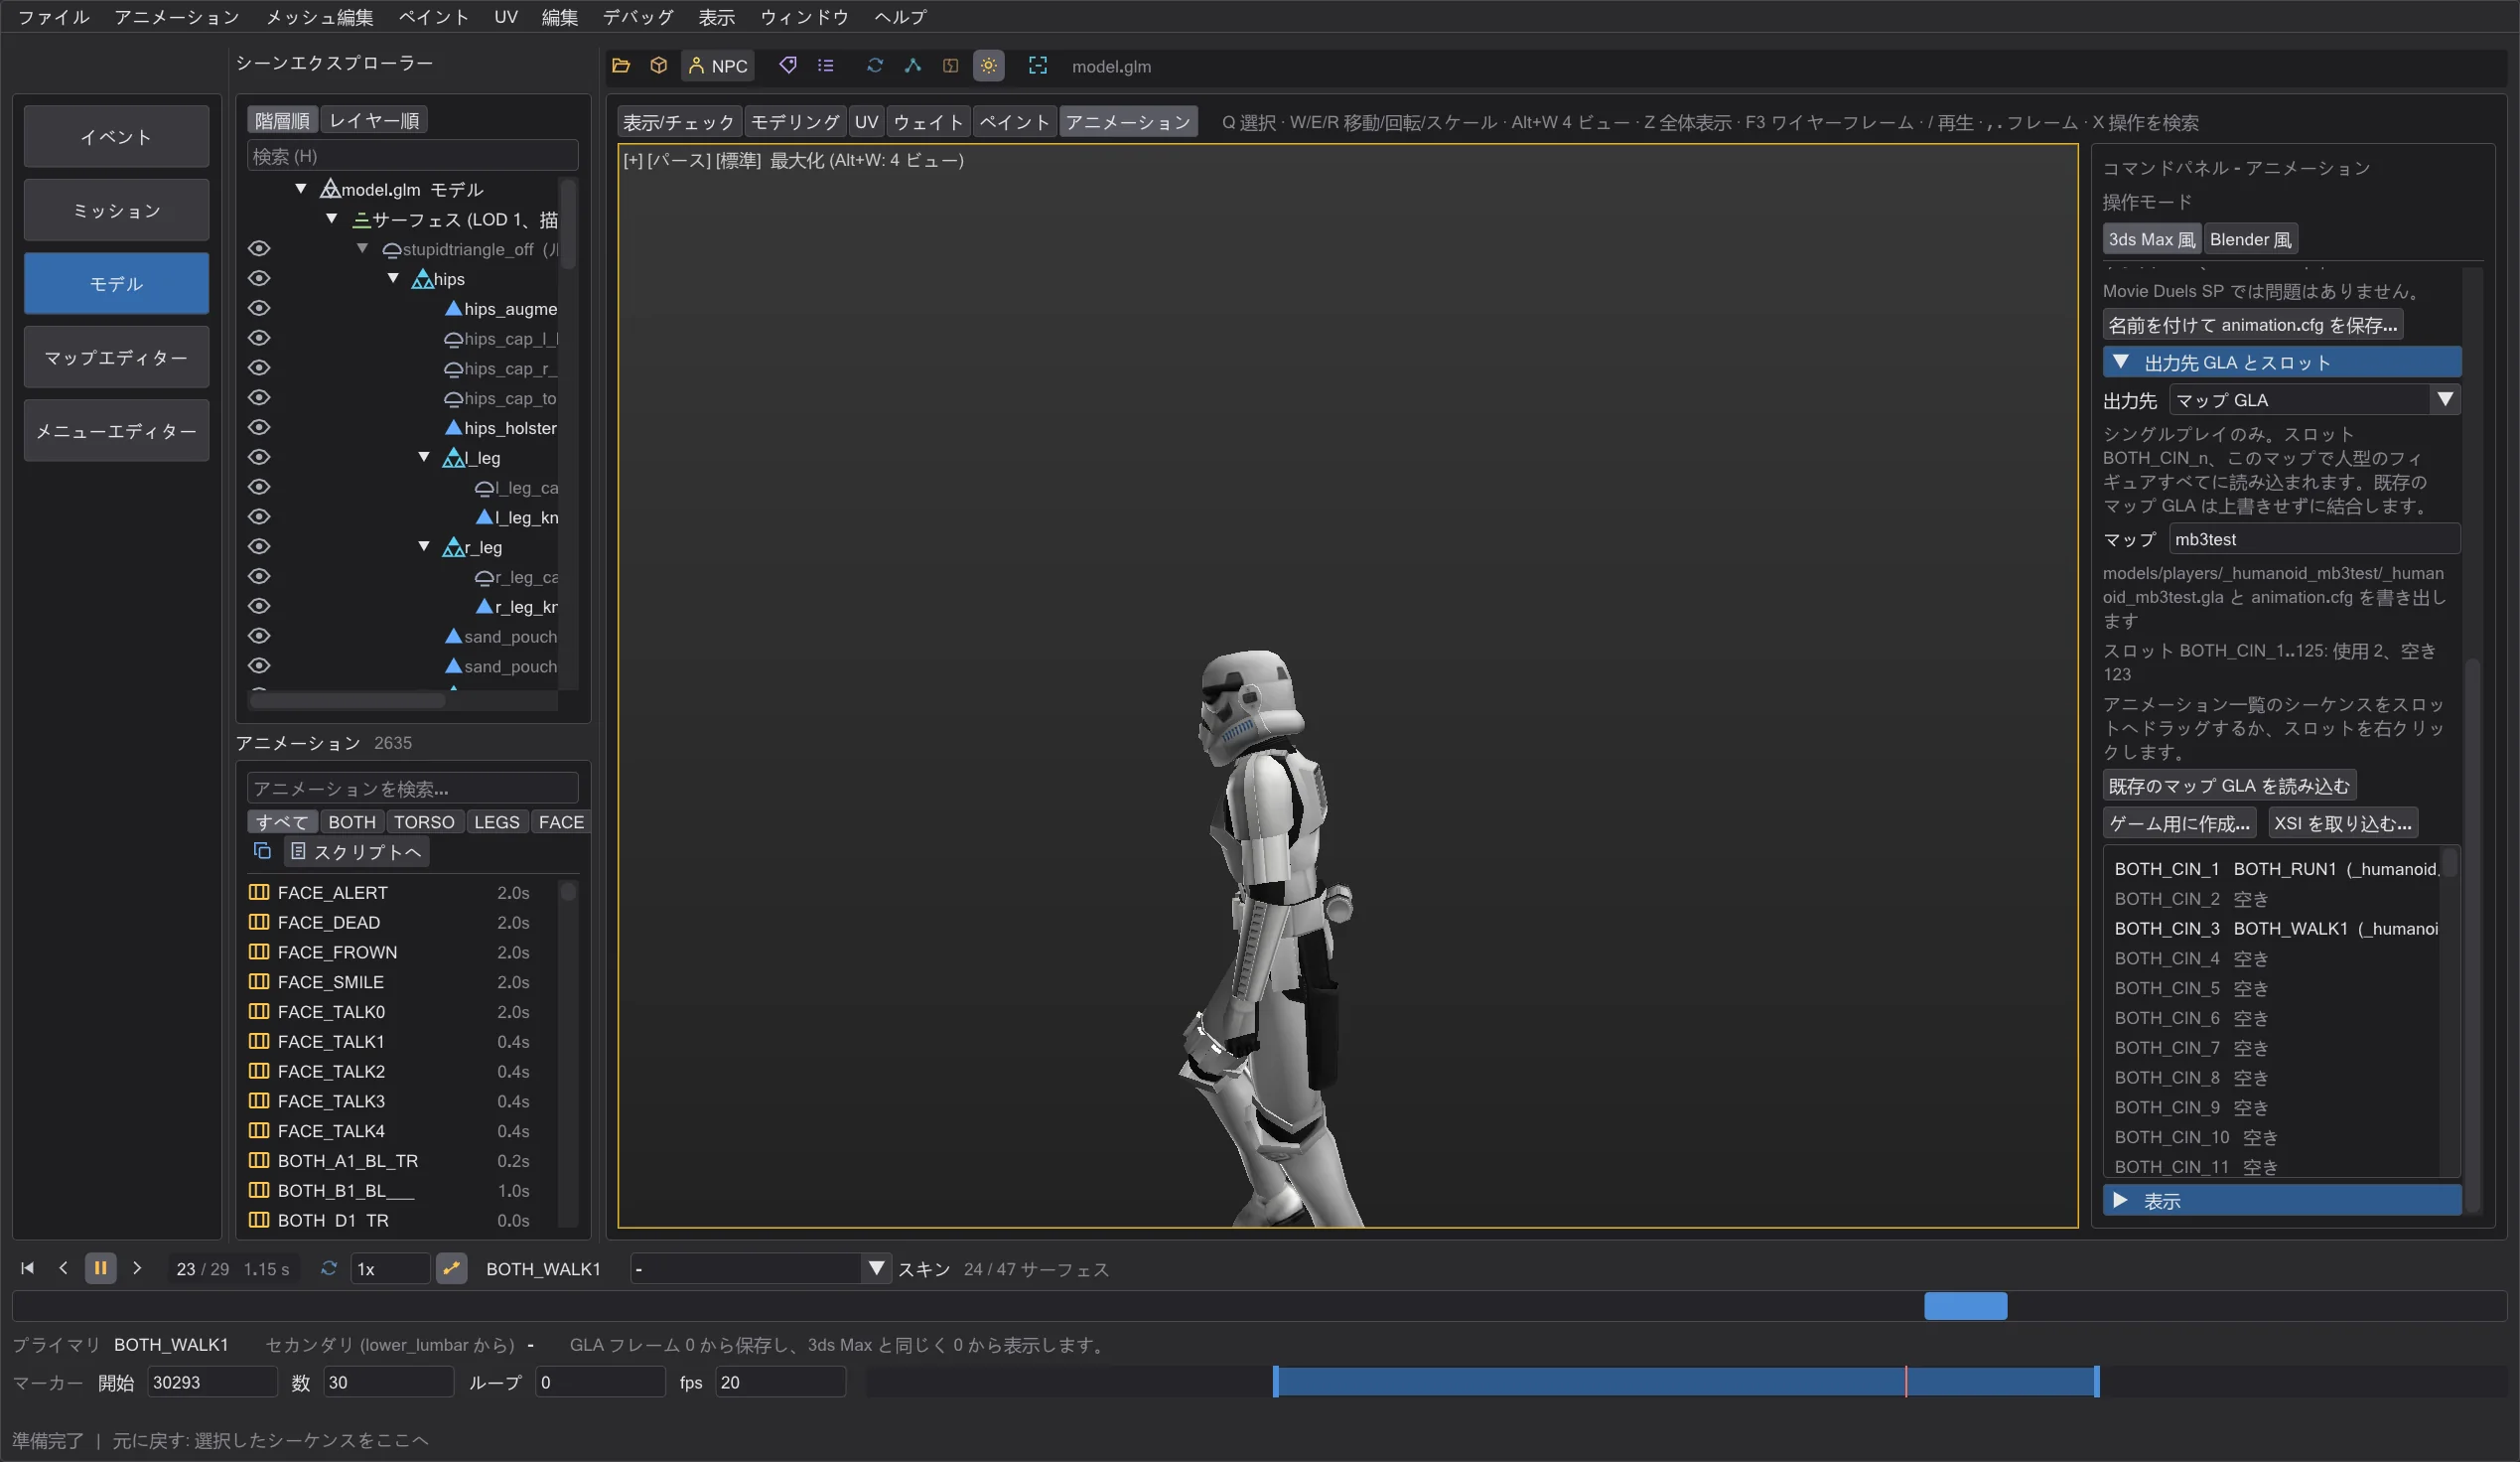 ファイル アニメーション メッシュ編集 ペイント UV 編集 デバッグ 表示 ウィンドウ ヘルプ
イベント
ミッション
モデル
マップエディター
メニューエディター
シーンエクスプローラー
階層順 レイヤー順
検索 (H)
model.glm モデル
サーフェス (LOD 1、描
stupidtriangle_off
hips
hips_augme
hips_cap_l_
hips_cap_r_
hips_cap_to
hips_holster
l_leg
l_leg_ca
l_leg_kn
r_leg
r_leg_ca
r_leg_kn
sand_pouch
sand_pouch
アニメーション 2635
アニメーションを検索...
すべて BOTH TORSO LEGS FACE
スクリプトへ
FACE_ALERT 2.0s
FACE_DEAD 2.0s
FACE_FROWN 2.0s
FACE_SMILE 2.0s
FACE_TALK0 2.0s
FACE_TALK1 0.4s
FACE_TALK2 0.4s
FACE_TALK3 0.4s
FACE_TALK4 0.4s
BOTH_A1_BL_TR 0.2s
BOTH_B1_BL___ 1.0s
BOTH_D1_TR 0.0s
NPC model.glm
表示/チェック モデリング UV ウェイト ペイント アニメーション Q 選択 · W/E/R 移動/回転/スケール · Alt+W 4 ビュー · Z 全体表示 · F3 ワイヤーフレーム · / 再生 · , . フレーム · X 操作を検索
[+] [パース] [標準] 最大化 (Alt+W: 4 ビュー)
コマンドパネル - アニメーション
操作モード
3ds Max 風 Blender 風
Movie Duels SP では問題はありません。
名前を付けて animation.cfg を保存...
出力先 GLA とスロット
出力先 マップ GLA
シングルプレイのみ。スロット
BOTH_CIN_n、このマップで人型のフィ
ギュアすべてに読み込まれます。既存の
マップ GLA は上書きせずに結合します。
マップ mb3test
models/players/_humanoid_mb3test/_human
oid_mb3test.gla と animation.cfg を書き出し
ます
スロット BOTH_CIN_1..125: 使用 2、空き
123
アニメーション一覧のシーケンスをスロッ
トへドラッグするか、スロットを右クリッ
クします。
既存のマップ GLA を読み込む
ゲーム用に作成... XSI を取り込む...
BOTH_CIN_1 BOTH_RUN1 (_humanoid.
BOTH_CIN_2 空き
BOTH_CIN_3 BOTH_WALK1 (_humanoi
BOTH_CIN_4 空き
BOTH_CIN_5 空き
BOTH_CIN_6 空き
BOTH_CIN_7 空き
BOTH_CIN_8 空き
BOTH_CIN_9 空き
BOTH_CIN_10 空き
BOTH_CIN_11 空き
表示
23 / 29 1.15 s 1x BOTH_WALK1 - スキン 24 / 47 サーフェス
プライマリ BOTH_WALK1 セカンダリ (lower_lumbar から) - GLA フレーム 0 から保存し、3ds Max と同じく 0 から表示します。
マーカー 開始 30293 数 30 ループ 0 fps 20
準備完了 | 元に戻す: 選択したシーケンスをここへ